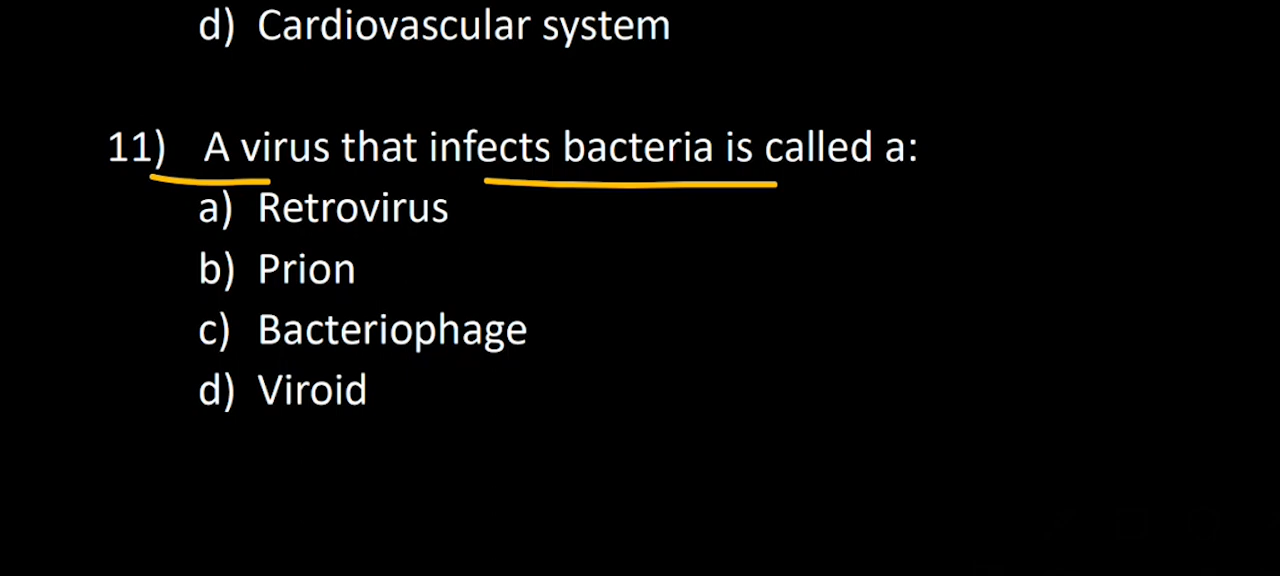 d) Cardiovascular system
11) A virus that infects bacteria is called a:
a) Retrovirus
b) Prion
c) Bacteriophage
d) Viroid